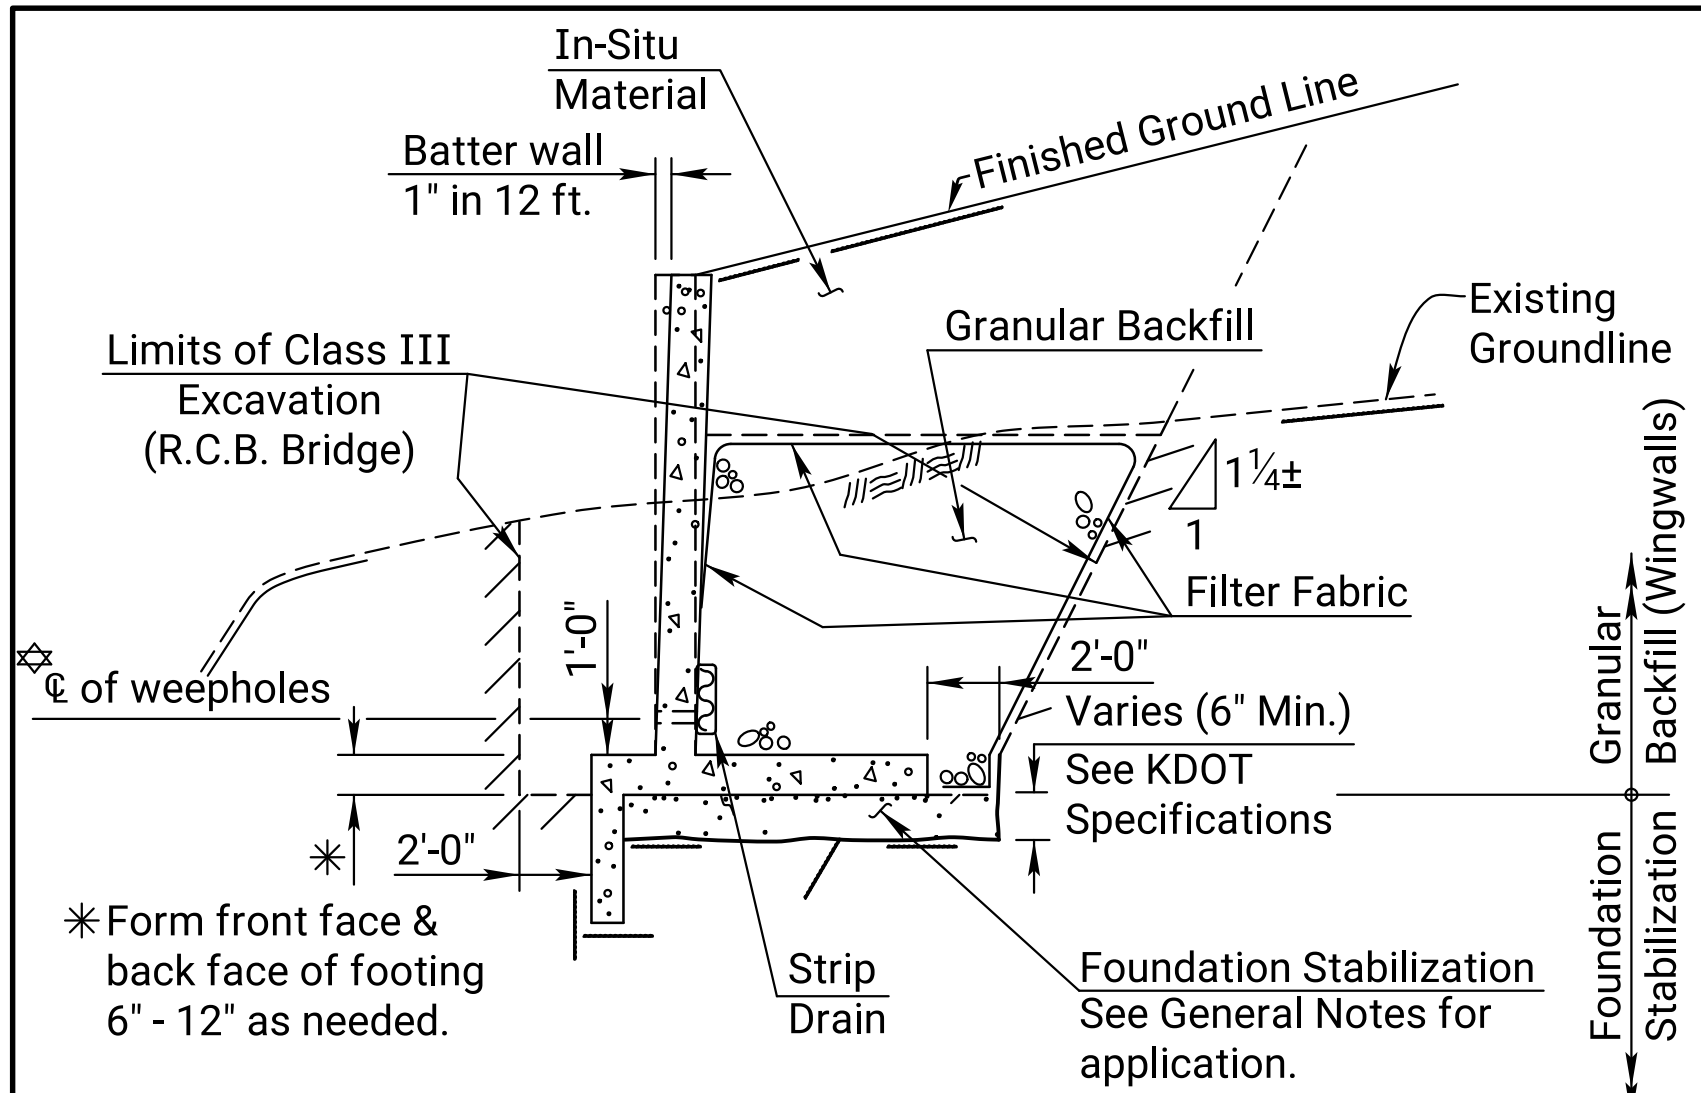 In-Situ
Material
Finished Ground Line
Batter wall
1" in 12 ft.
Existing
Groundline
Granular Backfill
Limits of Class III
Excavation
(R.C.B. Bridge)
1 1/4±
1
Filter Fabric
1'-0"
2'-0"
℄ of weepholes
Varies (6" Min.)
See KDOT
Specifications
Granular
Backfill (Wingwalls)
Foundation
Stabilization
2'-0"
✳
✳ Form front face &
back face of footing
6" - 12" as needed.
Strip
Drain
Foundation Stabilization
See General Notes for
application.